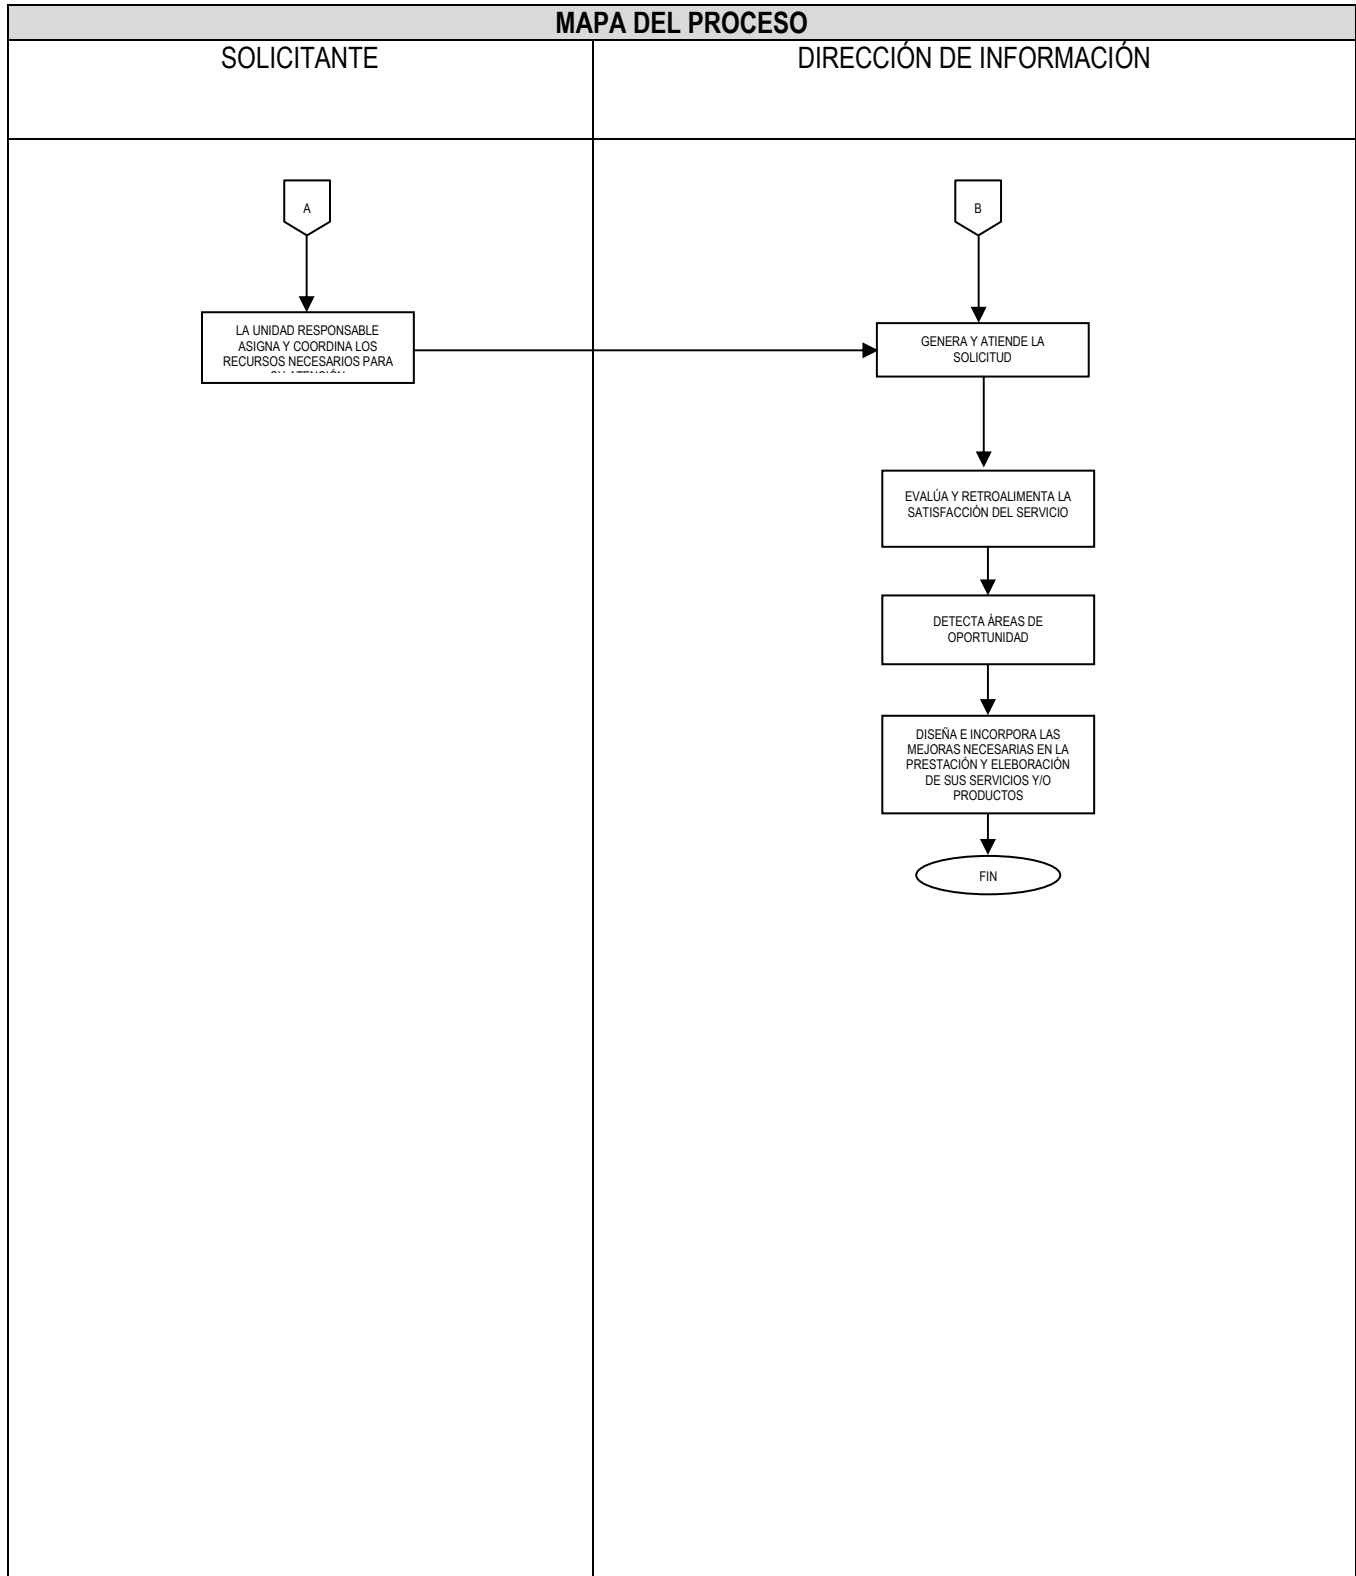 MAPA DEL PROCESO
SOLICITANTE
DIRECCIÓN DE INFORMACIÓN
A
B
LA UNIDAD RESPONSABLE
ASIGNA Y COORDINA LOS
RECURSOS NECESARIOS PARA
SU ATENCIÓN
GENERA Y ATIENDE LA
SOLICITUD
EVALÚA Y RETROALIMENTA LA
SATISFACCIÓN DEL SERVICIO
DETECTA ÁREAS DE
OPORTUNIDAD
DISEÑA E INCORPORA LAS
MEJORAS NECESARIAS EN LA
PRESTACIÓN Y ELEBORACIÓN
DE SUS SERVICIOS Y/O
PRODUCTOS
FIN